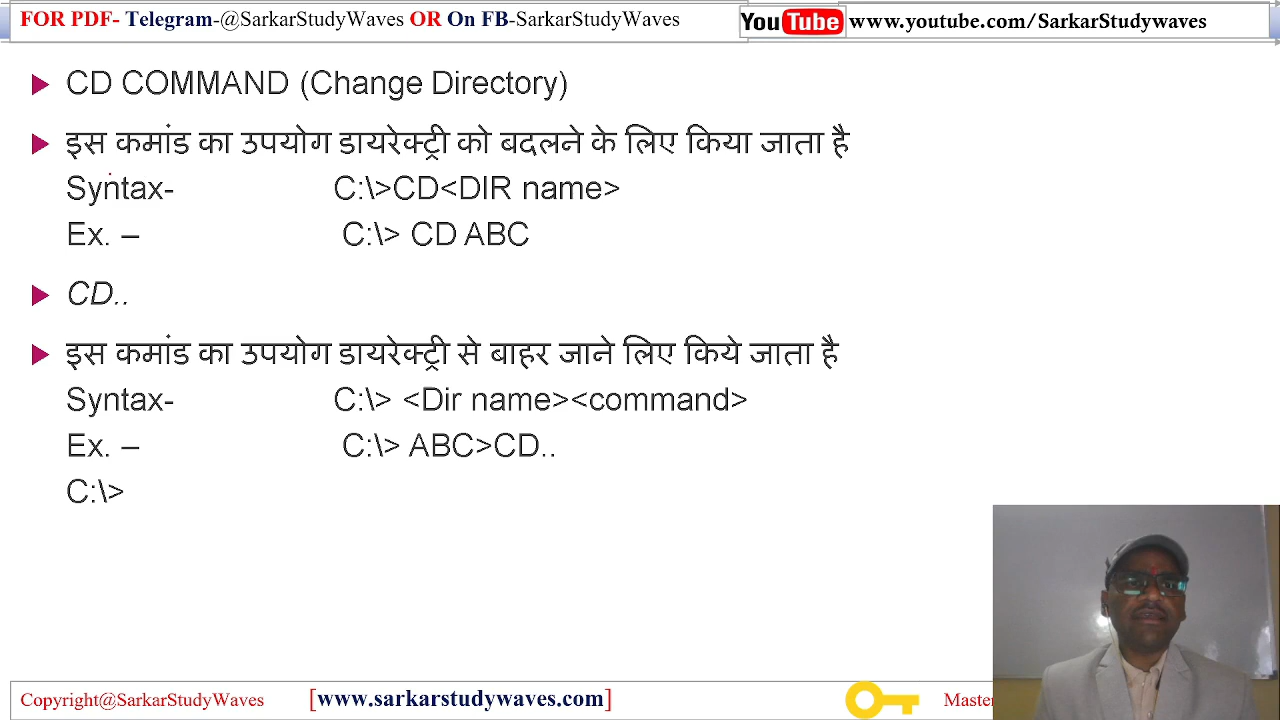 FOR PDF- Telegram-@SarkarStudyWaves OR On FB-SarkarStudyWaves
YouTube www.youtube.com/SarkarStudywaves
CD COMMAND (Change Directory)
इस कमांड का उपयोग डायरेक्ट्री को बदलने के लिए किया जाता है
Syntax- C:\>CD<DIR name>
Ex. – C:\> CD ABC
CD..
इस कमांड का उपयोग डायरेक्ट्री से बाहर जाने लिए किये जाता है
Syntax- C:\> <Dir name><command>
Ex. – C:\> ABC>CD..
C:\>
Copyright@SarkarStudyWaves [www.sarkarstudywaves.com] Master